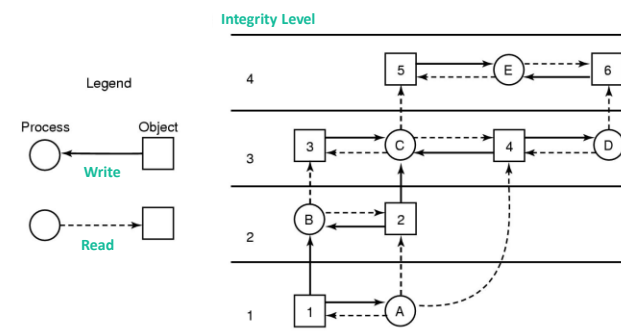 Integrity Level
Legend
Process Object
Write
Read
4
5 E 6
3
3 C 4 D
2
B 2
1
1 A